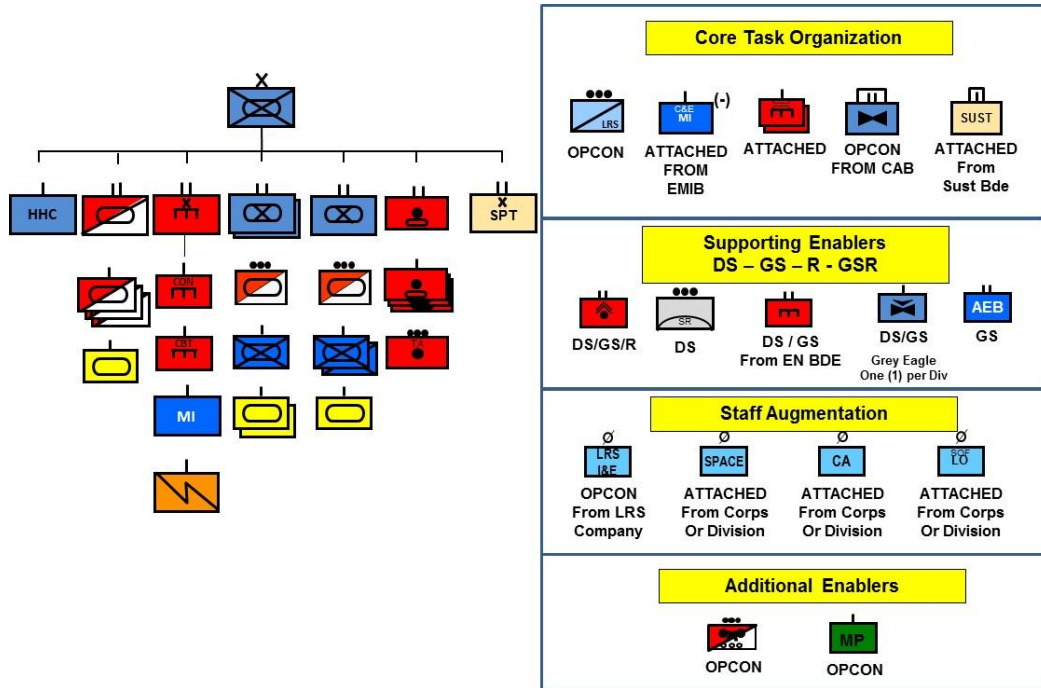 HHC
SPT
CON
CBT
TA
MI
Core Task Organization
LRS
OPCON
C&E
MI
(-)
ATTACHED
FROM
EMIB
ATTACHED
OPCON
FROM CAB
SUST
ATTACHED
From
Sust Bde
Supporting Enablers
DS – GS – R - GSR
DS/GS/R
SR
DS
DS / GS
From EN BDE
DS/GS
Grey Eagle
One (1) per Div
AEB
GS
Staff Augmentation
LRS
I&E
OPCON
From LRS
Company
SPACE
ATTACHED
From Corps
Or Division
CA
ATTACHED
From Corps
Or Division
SOF
LO
ATTACHED
From Corps
Or Division
Additional Enablers
OPCON
MP
OPCON